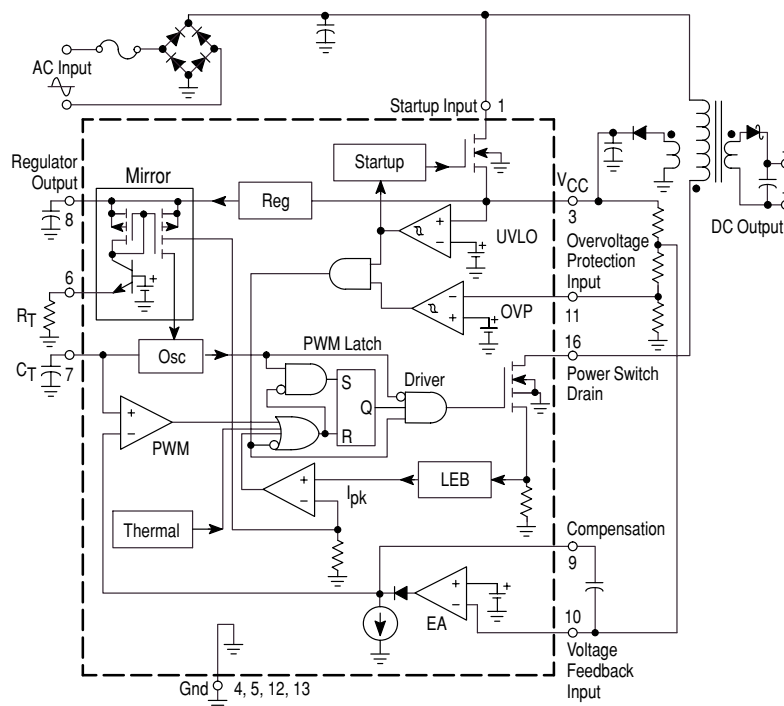 AC Input
Startup Input
1
Regulator
Output
8
Mirror
Startup
Reg
VCC
3
UVLO
DC Output
Overvoltage
Protection
Input
11
6
RT
OVP
CT
7
Osc
PWM Latch
S
Q
R
Driver
16
Power Switch
Drain
PWM
LEB
Ipk
Thermal
Compensation
9
EA
10
Voltage
Feedback
Input
Gnd
4, 5, 12, 13